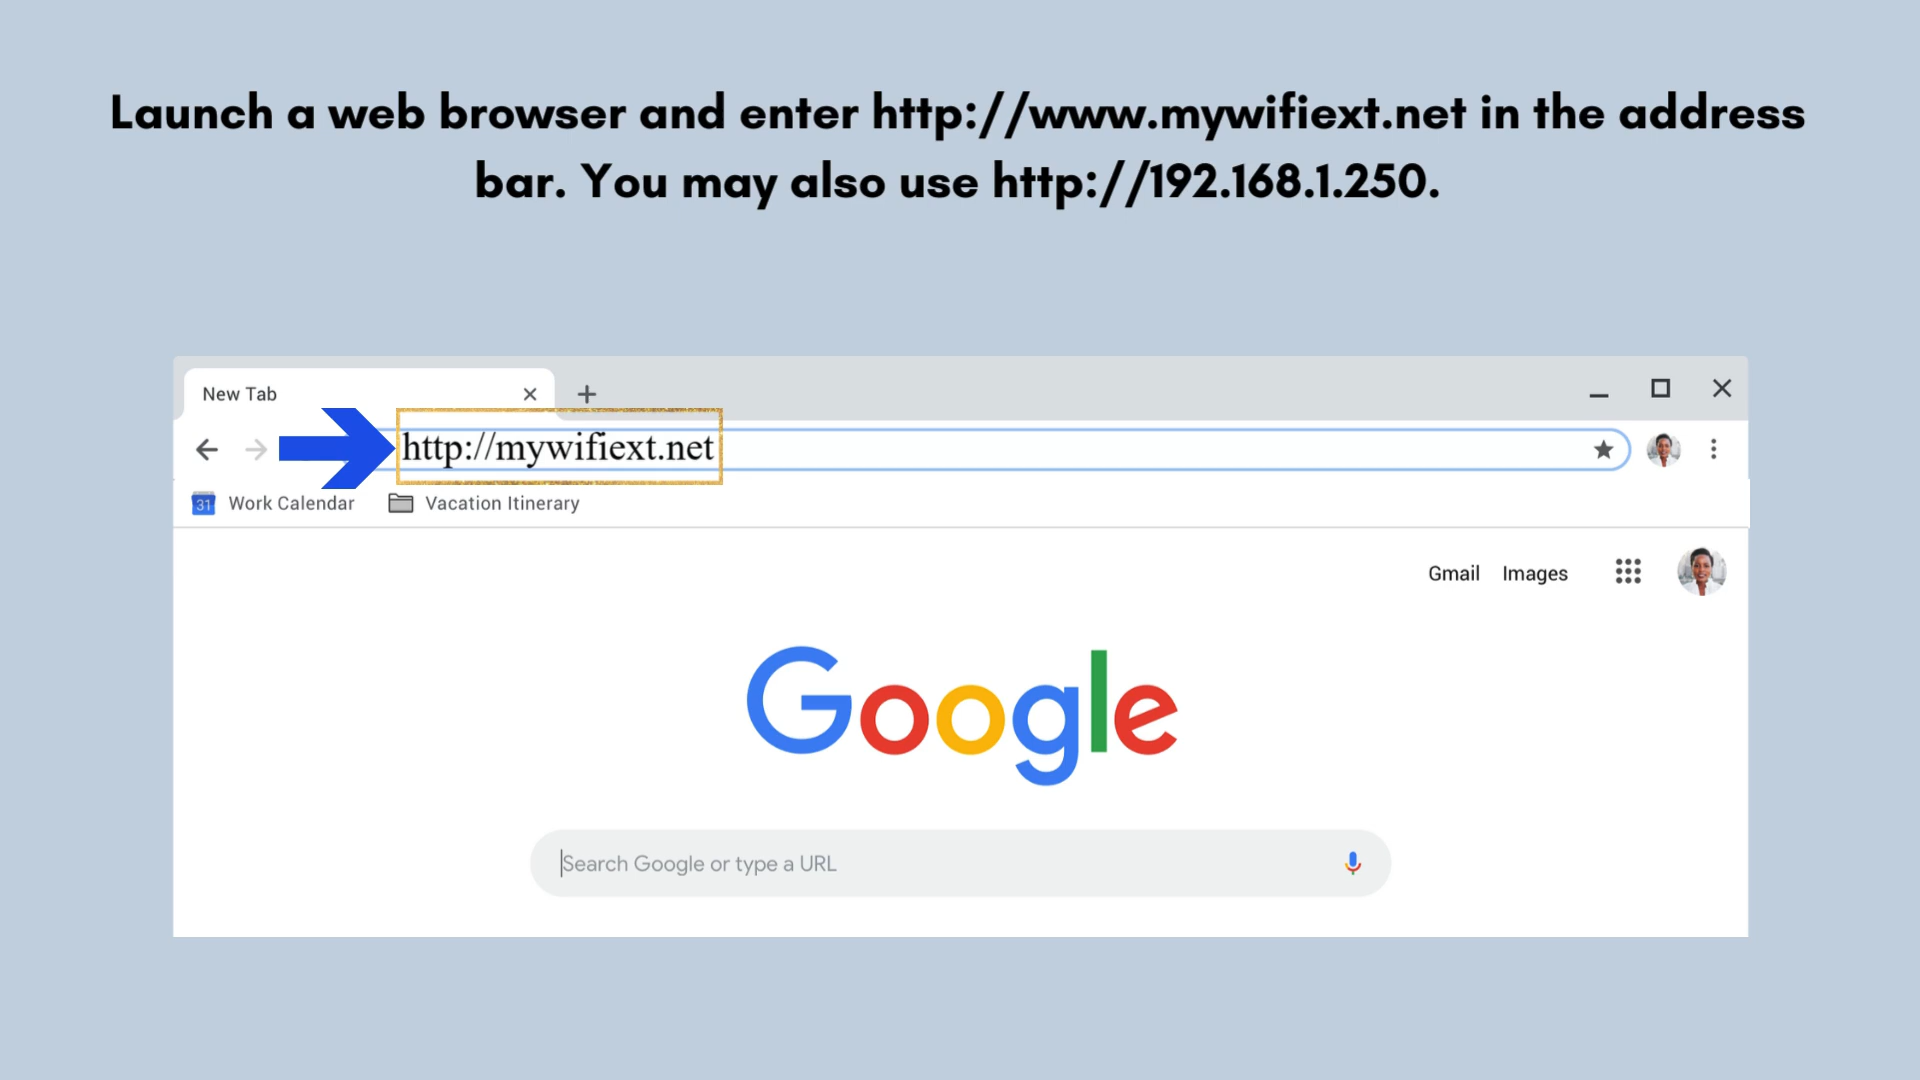 Launch a web browser and enter http://www.mywifiext.net in the address
bar. You may also use http://192.168.1.250.
New Tab
http://mywifiext.net
31 Work Calendar Vacation Itinerary
Gmail Images
Google
Search Google or type a URL